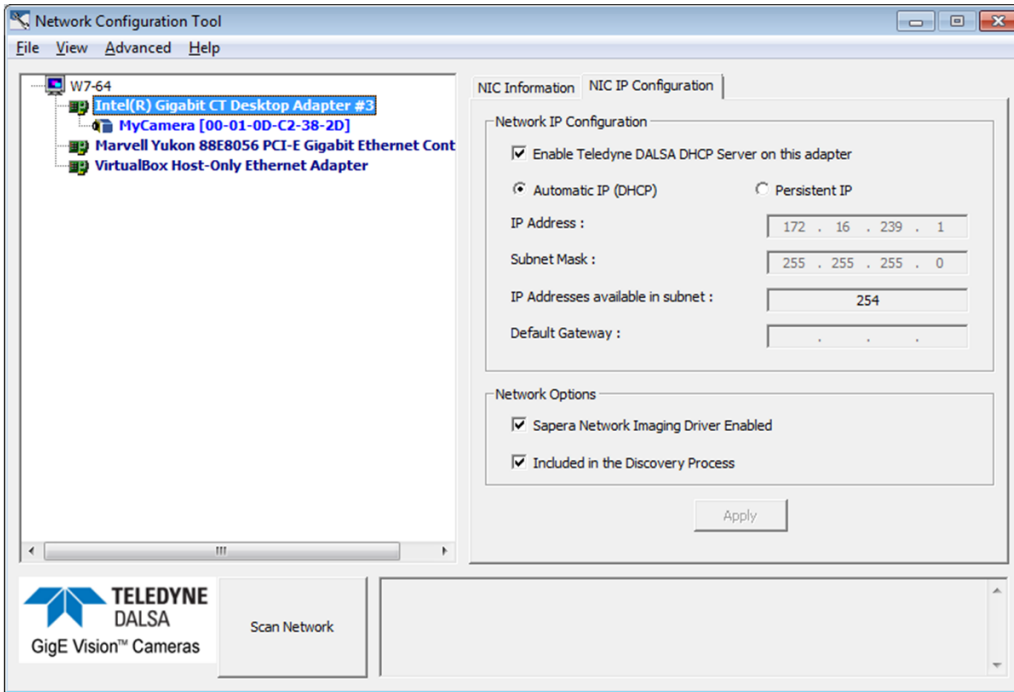 Network Configuration Tool
File View Advanced Help
W7-64
Intel(R) Gigabit CT Desktop Adapter #3
MyCamera [00-01-0D-C2-38-2D]
Marvell Yukon 88E8056 PCI-E Gigabit Ethernet Cont
VirtualBox Host-Only Ethernet Adapter
NIC Information NIC IP Configuration
Network IP Configuration
Enable Teledyne DALSA DHCP Server on this adapter
Automatic IP (DHCP) Persistent IP
IP Address : 172 . 16 . 239 . 1
Subnet Mask : 255 . 255 . 255 . 0
IP Addresses available in subnet : 254
Default Gateway : . . .
Network Options
Sapera Network Imaging Driver Enabled
Included in the Discovery Process
Apply
TELEDYNE
DALSA
GigE Vision™ Cameras
Scan Network